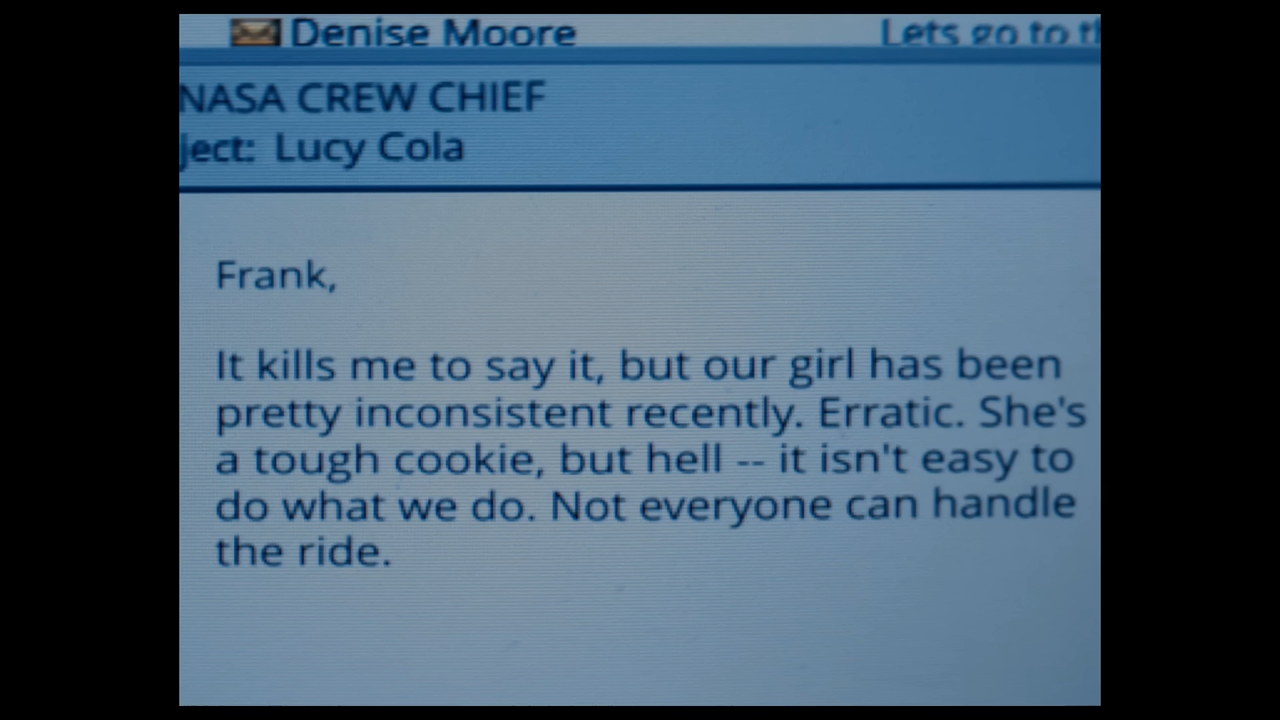 Denise Moore Lets go to
NASA CREW CHIEF
ject: Lucy Cola
Frank,
It kills me to say it, but our girl has been
pretty inconsistent recently. Erratic. She's
a tough cookie, but hell -- it isn't easy to
do what we do. Not everyone can handle
the ride.